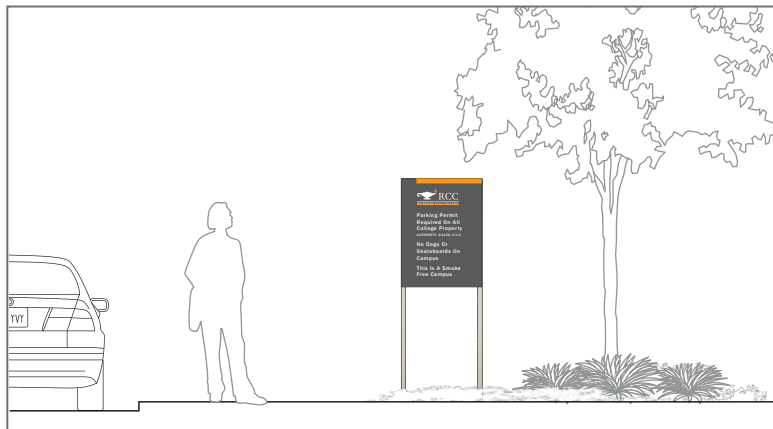 YVY
RCC
Parking Permit
Required On All
College Property
No Dogs Or
Skateboards On
Campus
This Is A Smoke
Free Campus